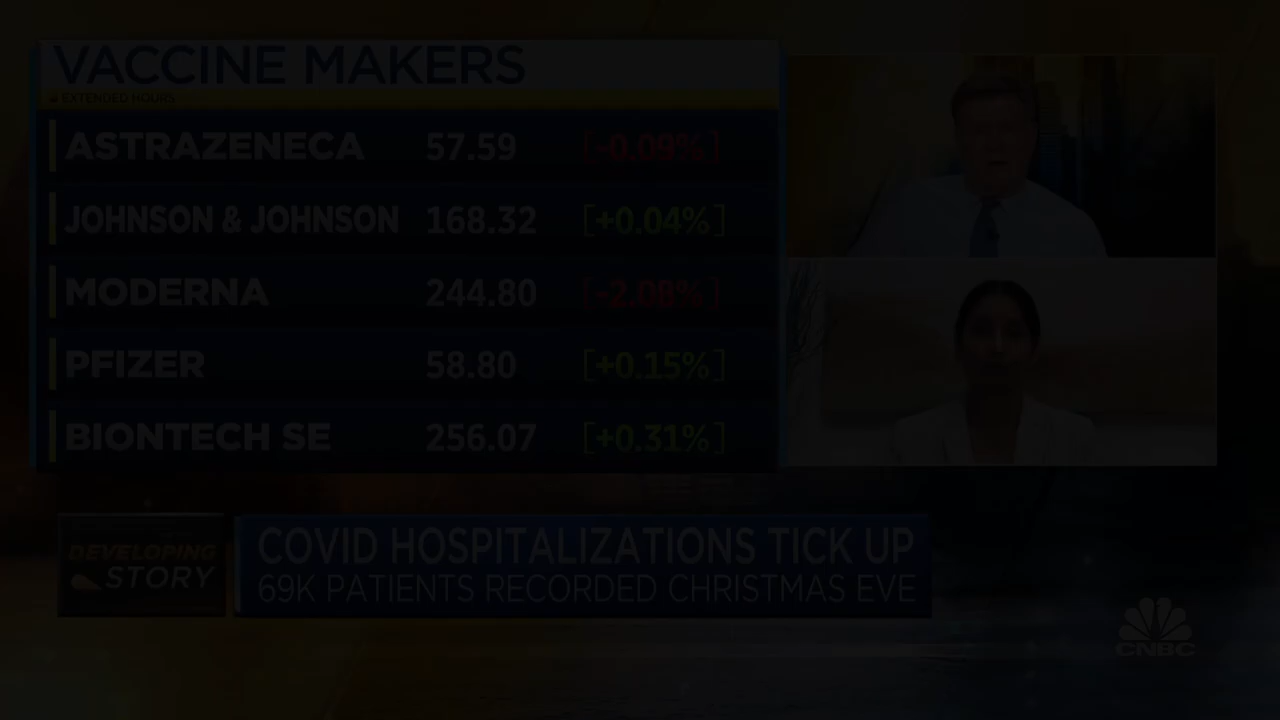 VACCINE MAKERS
EXTENDED HOURS
ASTRAZENECA 57.59 [-0.09%]
JOHNSON & JOHNSON 168.32 [+0.04%]
MODERNA 244.80 [-2.08%]
PFIZER 58.80 [+0.15%]
BIONTECH SE 256.07 [+0.31%]
DEVELOPING
STORY
COVID HOSPITALIZATIONS TICK UP
69K PATIENTS RECORDED CHRISTMAS EVE
CNBC